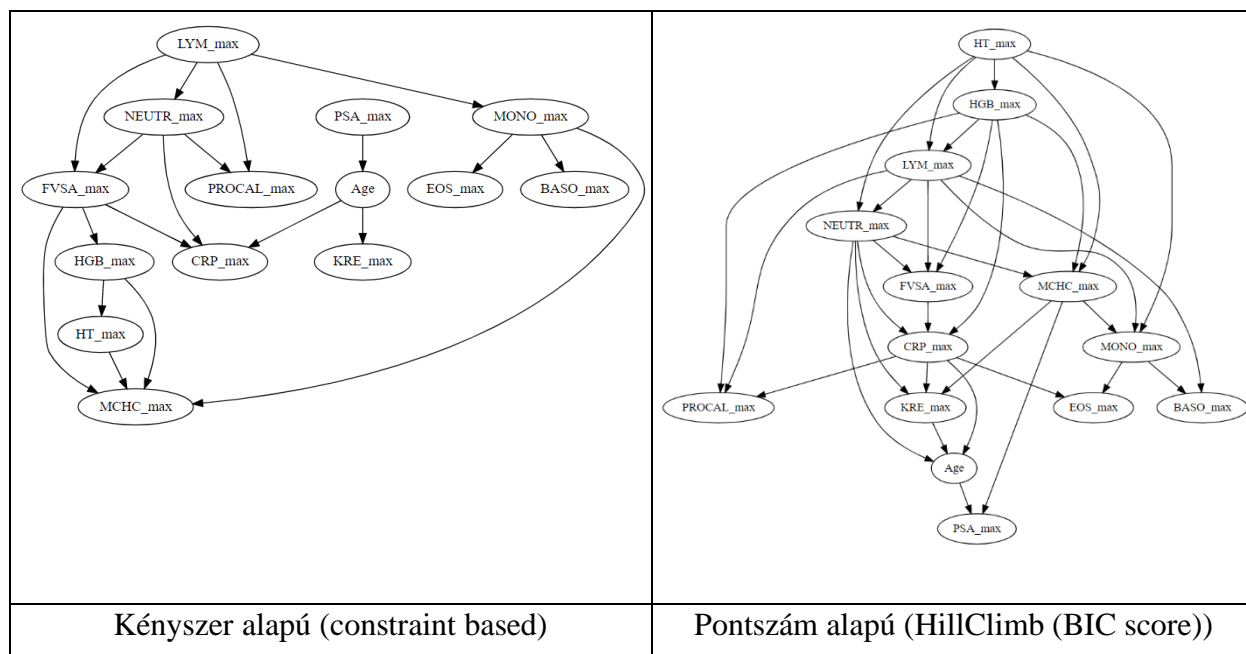 LYM_max
NEUTR_max
PSA_max
MONO_max
FVSA_max
PROCAL_max
Age
EOS_max
BASO_max
HGB_max
CRP_max
KRE_max
HT_max
MCHC_max
Kényszer alapú (constraint based)
HT_max
HGB_max
LYM_max
NEUTR_max
FVSA_max
MCHC_max
CRP_max
MONO_max
PROCAL_max
KRE_max
EOS_max
BASO_max
Age
PSA_max
Pontszám alapú (HillClimb (BIC score))